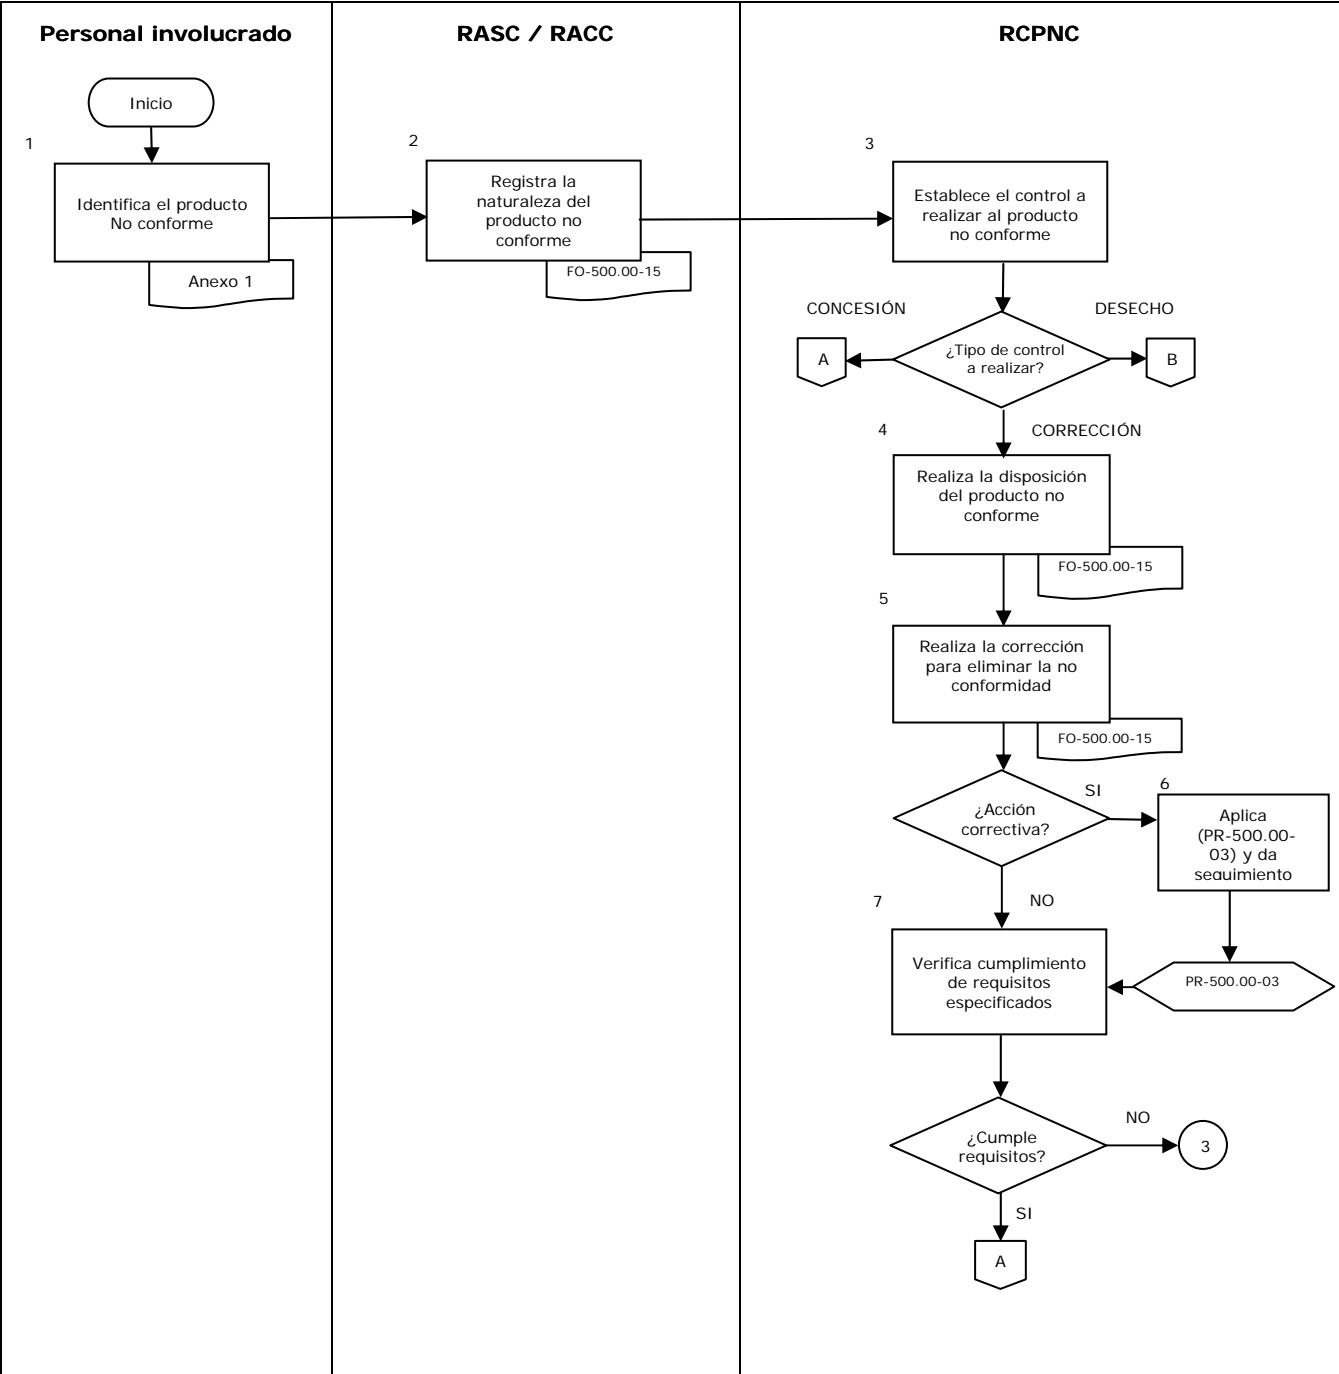 Personal involucrado
RASC / RACC
RCPNC
Inicio
1
Identifica el producto
No conforme
Anexo 1
2
Registra la
naturaleza del
producto no
conforme
FO-500.00-15
3
Establece el control a
realizar al producto
no conforme
CONCESIÓN
DESECHO
A
¿Tipo de control
a realizar?
B
CORRECCIÓN
4
Realiza la disposición
del producto no
conforme
FO-500.00-15
5
Realiza la corrección
para eliminar la no
conformidad
FO-500.00-15
¿Acción
correctiva?
SI
6
Aplica
(PR-500.00-
03) y da
seguimiento
NO
7
Verifica cumplimiento
de requisitos
especificados
PR-500.00-03
¿Cumple
requisitos?
NO
3
SI
A